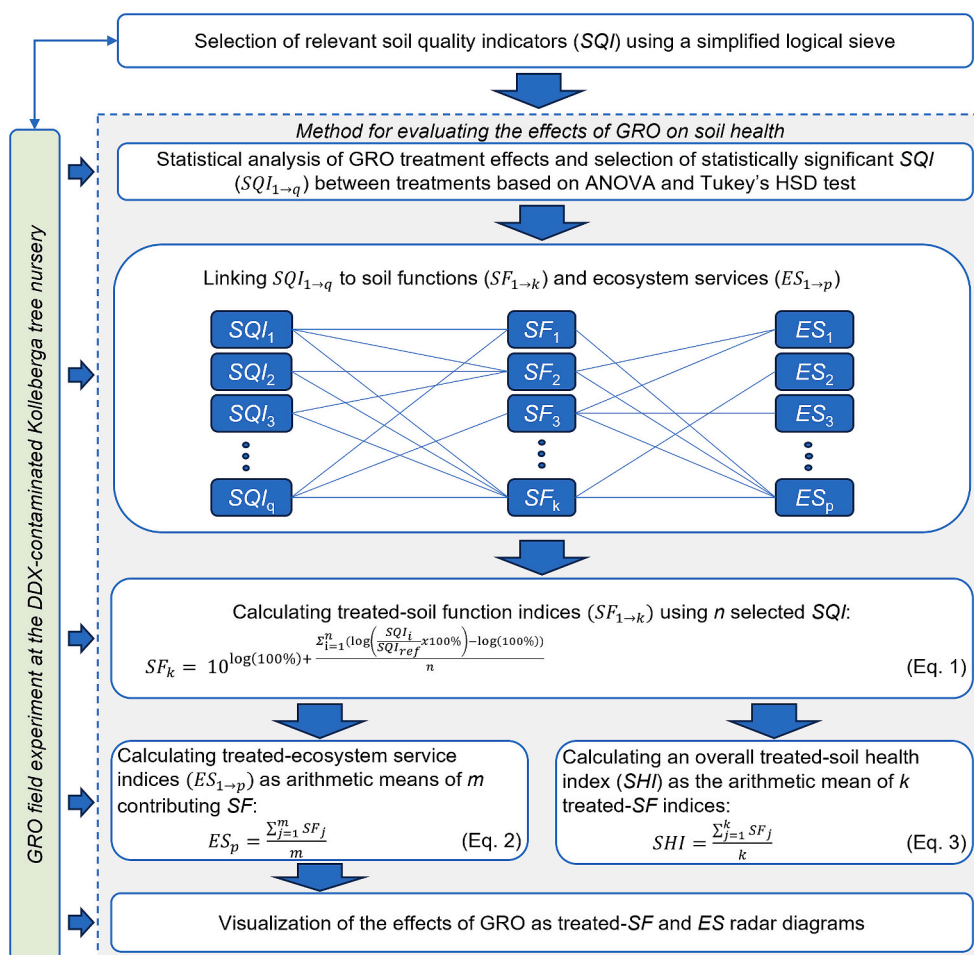 Selection of relevant soil quality indicators (SQI) using a simplified logical sieve
GRO field experiment at the DDX-contaminated Kolleberga tree nursery
Method for evaluating the effects of GRO on soil health
Statistical analysis of GRO treatment effects and selection of statistically significant SQI
(SQI₁→q) between treatments based on ANOVA and Tukey's HSD test
Linking SQI₁→q to soil functions (SF₁→k) and ecosystem services (ES₁→p)
SQI₁ SF₁ ES₁
SQI₂ SF₂ ES₂
SQI₃ SF₃ ES₃
SQIq SFk ESp
Calculating treated-soil function indices (SF₁→k) using n selected SQI:
SFk = 10^(log(100%)+ Σⁿi=1(log(SQIi/SQIref x100%)−log(100%))/n) (Eq. 1)
Calculating treated-ecosystem service
indices (ES₁→p) as arithmetic means of m
contributing SF:
ESp = Σᵐj=1 SFj / m (Eq. 2)
Calculating an overall treated-soil health
index (SHI) as the arithmetic mean of k
treated-SF indices:
SHI = Σᵏj=1 SFj / k (Eq. 3)
Visualization of the effects of GRO as treated-SF and ES radar diagrams